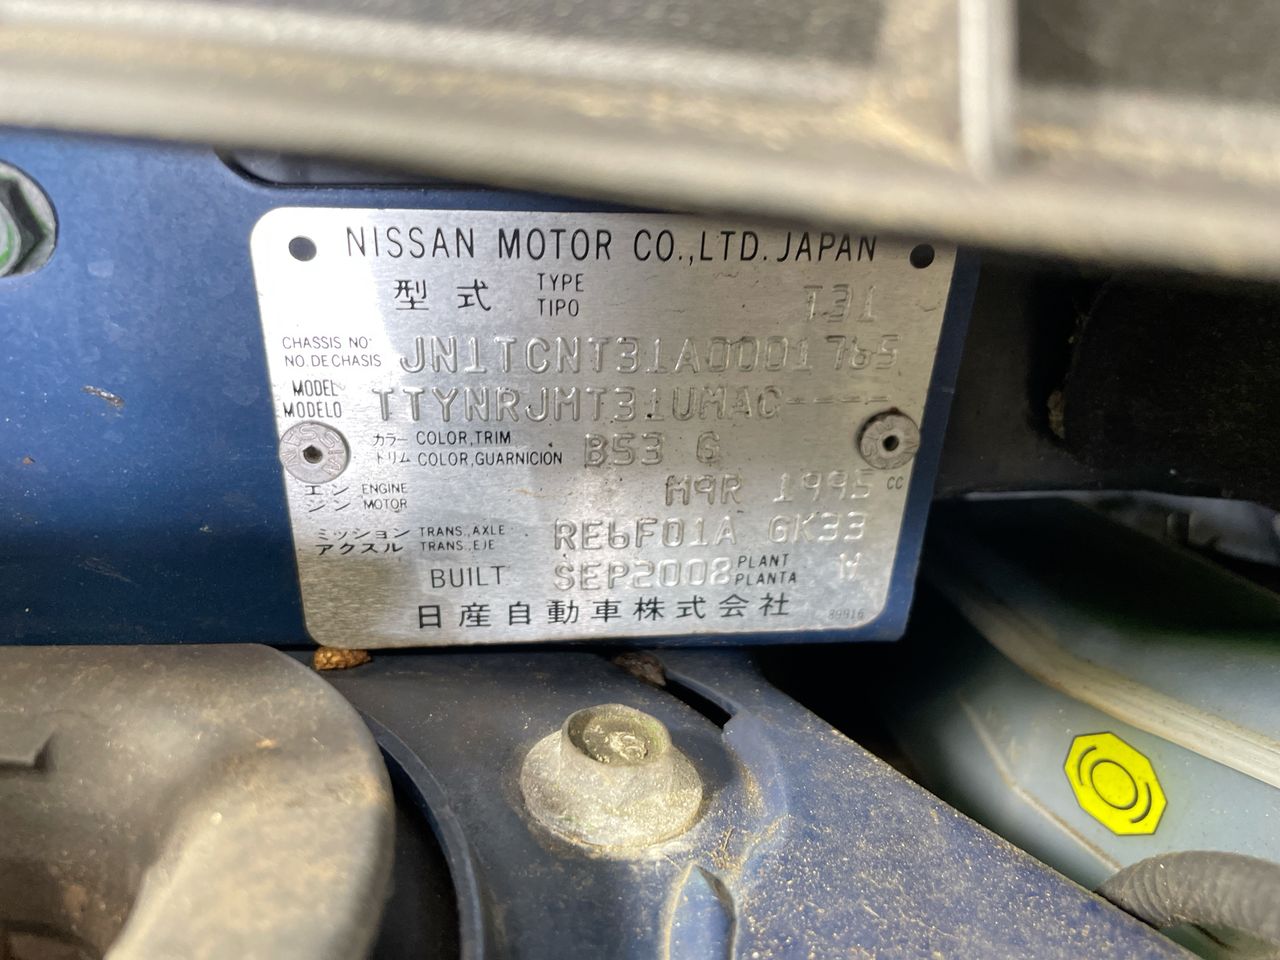 NISSAN MOTOR CO.,LTD. JAPAN
型式 TYPE TIPO T31
CHASSIS NO. NO. DE CHASIS JN1TCNT31A0001765
MODEL MODELO TTYNRJMT31UMAC----
カラー COLOR,TRIM
トリム COLOR,GUARNICIÓN B53 G
エンジン ENGINE MOTOR M9R 1995 CC
ミッション TRANS.,AXLE
アクスル TRANS.,EJE RE6F01A GK33
BUILT SEP2008 PLANT PLANTA W
日産自動車株式会社 89916